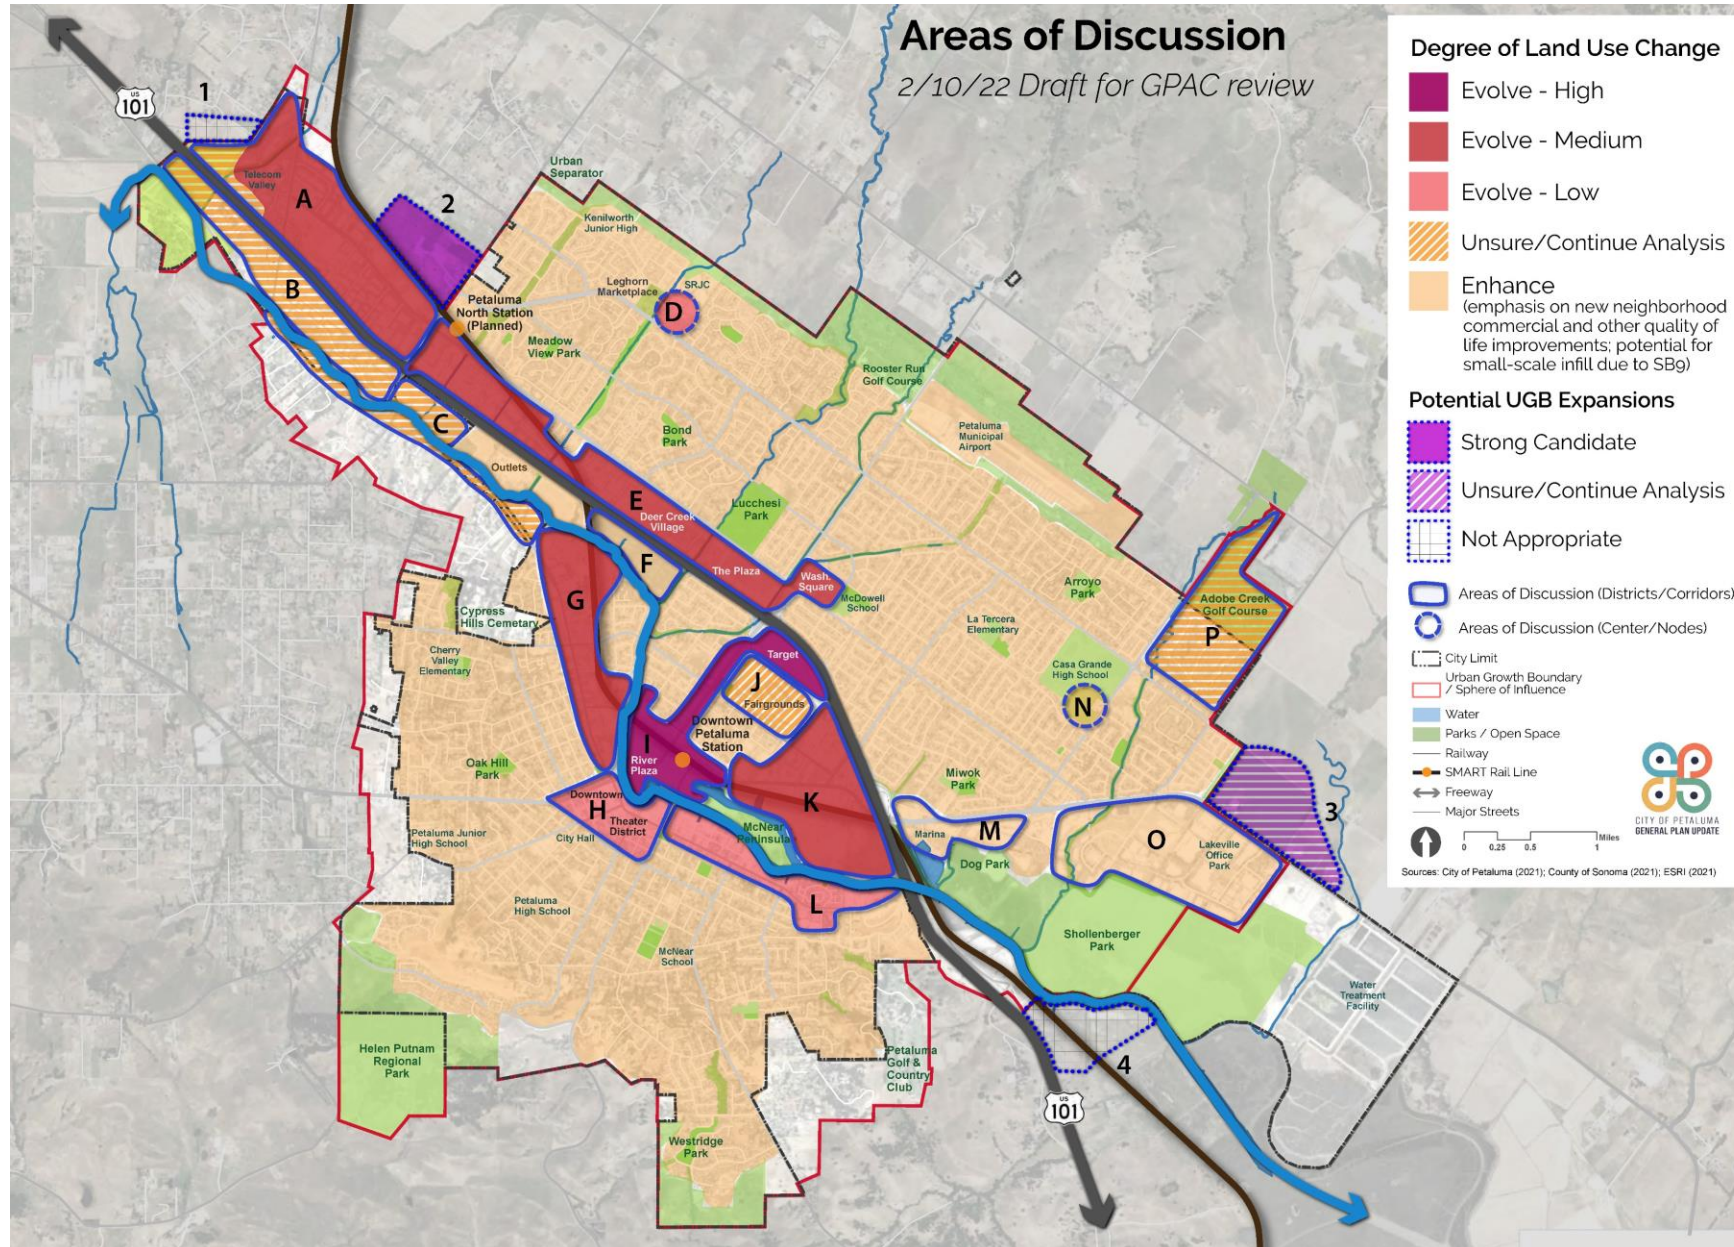 Areas of Discussion
2/10/22 Draft for GPAC review
US
101
1
2
Telecom
Valley
A
B
C
Urban
Separator
Kenilworth
Junior High
Leghorn
Marketplace
SRJC
D
Petaluma
North Station
(Planned)
Meadow
View Park
Rooster Run
Golf Course
Petaluma
Municipal
Airport
Bond
Park
Outlets
E
Deer Creek
Village
Lucchesi
Park
The Plaza
Wash.
Square
McDowell
School
F
G
Cypress
Hills Cemetary
Cherry
Valley
Elementary
Arroyo
Park
La Tercera
Elementary
Casa Grande
High School
N
Adobe Creek
Golf Course
P
Target
J
Fairgrounds
Downtown
Petaluma
Station
I
River
Plaza
Oak Hill
Park
Miwok
Park
K
Downtown
H
Theater
District
City Hall
McNear
Peninsula
Petaluma Junior
High School
Marina
M
Dog Park
O
Lakeville
Office
Park
3
L
Petaluma
High School
McNear
School
Shollenberger
Park
Water
Treatment
Facility
4
Helen Putnam
Regional
Park
Petaluma
Golf &
Country
Club
Westridge
Park
US
101
Degree of Land Use Change
Evolve - High
Evolve - Medium
Evolve - Low
Unsure/Continue Analysis
Enhance
(emphasis on new neighborhood
commercial and other quality of
life improvements; potential for
small-scale infill due to SB9)
Potential UGB Expansions
Strong Candidate
Unsure/Continue Analysis
Not Appropriate
Areas of Discussion (Districts/Corridors)
Areas of Discussion (Center/Nodes)
City Limit
Urban Growth Boundary
/ Sphere of Influence
Water
Parks / Open Space
Railway
SMART Rail Line
Freeway
Major Streets
0 0.25 0.5 1 Miles
CITY OF PETALUMA
GENERAL PLAN UPDATE
Sources: City of Petaluma (2021); County of Sonoma (2021); ESRI (2021)